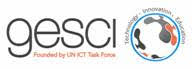 gesci
Founded by UN ICT Task Force
Technology · Innovation · Education